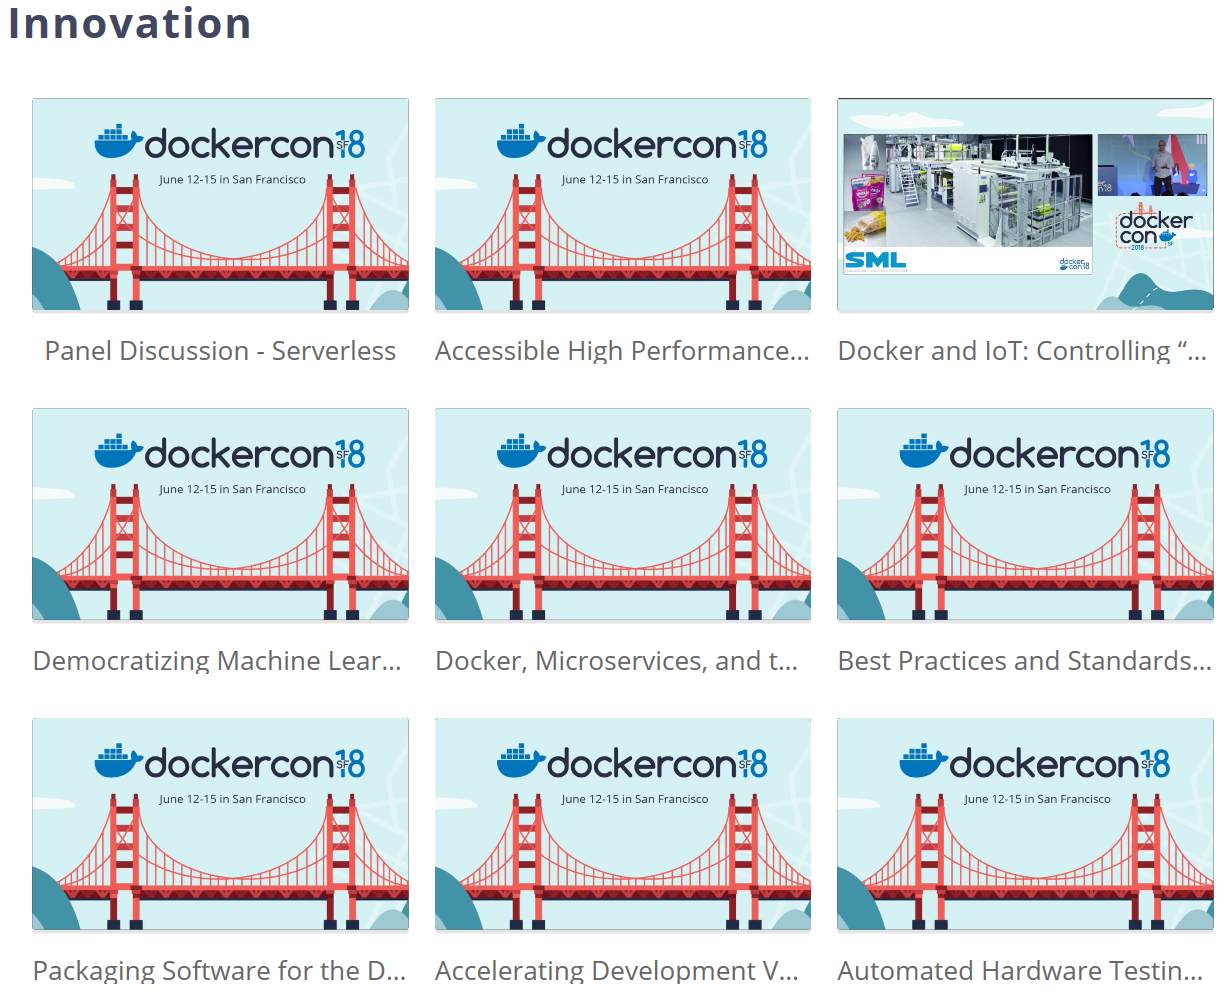 Innovation
dockercon SF 18
June 12-15 in San Francisco
dockercon SF 18
June 12-15 in San Francisco
SML
docker
con 18
docker
con
2018
SF
Panel Discussion - Serverless
Accessible High Performance...
Docker and IoT: Controlling “...
dockercon SF 18
June 12-15 in San Francisco
dockercon SF 18
June 12-15 in San Francisco
dockercon SF 18
June 12-15 in San Francisco
Democratizing Machine Lear...
Docker, Microservices, and t...
Best Practices and Standards...
dockercon SF 18
June 12-15 in San Francisco
dockercon SF 18
June 12-15 in San Francisco
dockercon SF 18
June 12-15 in San Francisco
Packaging Software for the D...
Accelerating Development V...
Automated Hardware Testin...